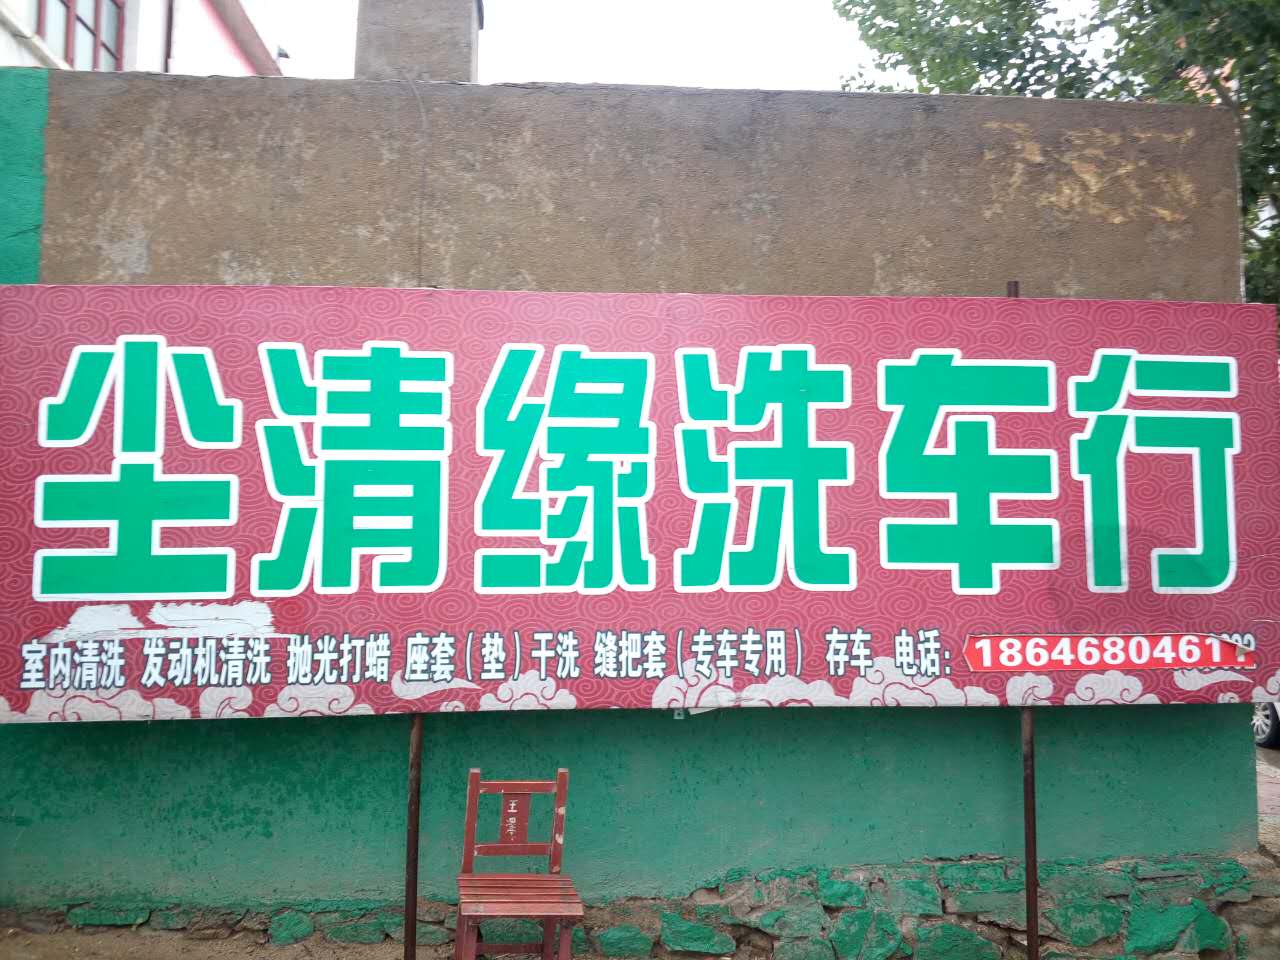 尘清缘洗车行
室内清洗 发动机清洗 抛光打蜡 座套（垫）干洗 缝把套（专车专用） 存车 电话：
王